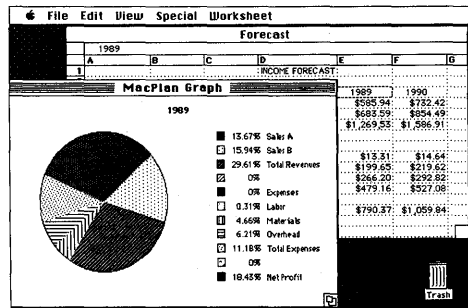 File Edit View Special Worksheet
Forecast
1989
A B C D E F G
1 INCOME FORECAST
MacPlan Graph
1989 1990
1989
$585.94 $732.42
$683.59 $854.49
$1,269.53 $1,586.91
13.67% Sales A
15.94% Sales B
29.61% Total Revenues
0%
0% Expenses
0.31% Labor
4.66% Materials
6.21% Overhead
11.18% Total Expenses
0%
18.43% Net Profit
$13.31 $14.64
$199.65 $219.62
$266.20 $292.82
$479.16 $527.08
$790.37 $1,059.84
Trash